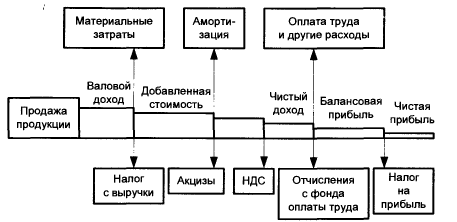 Материальные
затраты
Аморти-
зация
Оплата труда
и другие расходы
Валовой
доход
Добавленная
стоимость
Чистый
доход
Балансовая
прибыль
Чистая
прибыль
Продажа
продукции
Налог
с выручки
Акцизы
НДС
Отчисления
с фонда
оплаты труда
Налог
на
прибыль